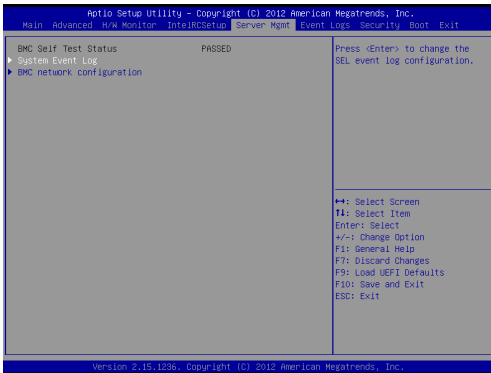 Aptio Setup Utility – Copyright (C) 2012 American Megatrends, Inc.
Main Advanced H/W Monitor IntelRCSetup Server Mgmt Event Logs Security Boot Exit
BMC Self Test Status PASSED
System Event Log
BMC network configuration
Press <Enter> to change the
SEL event log configuration.
↔: Select Screen
↑↓: Select Item
Enter: Select
+/-: Change Option
F1: General Help
F7: Discard Changes
F9: Load UEFI Defaults
F10: Save and Exit
ESC: Exit
Version 2.15.1236. Copyright (C) 2012 American Megatrends, Inc.